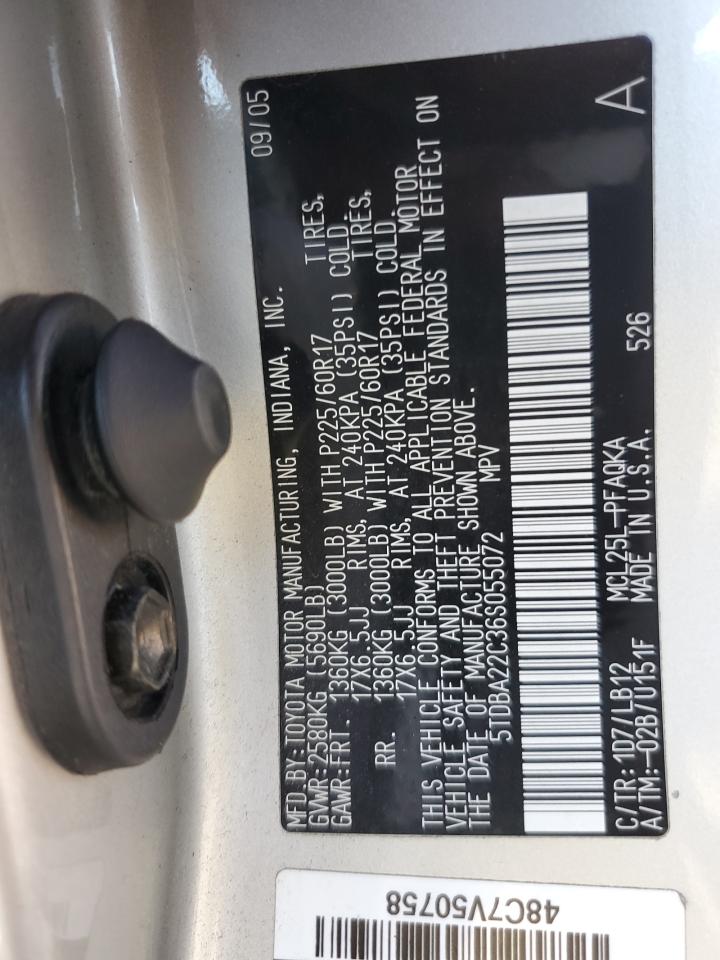 MFD.BY:TOYOTA MOTOR MANUFACTURING, INDIANA, INC. 09/05
GVWR:2580KG (5690LB)
GAWR:FRT. 1360KG (3000LB) WITH P225/60R17 TIRES,
17X6.5JJ RIMS, AT 240KPA (35PSI) COLD.
RR. 1360KG (3000LB) WITH P225/60R17 TIRES,
17X6.5JJ RIMS, AT 240KPA (35PSI) COLD.
THIS VEHICLE CONFORMS TO ALL APPLICABLE FEDERAL MOTOR
VEHICLE SAFETY AND THEFT PREVENTION STANDARDS IN EFFECT ON
THE DATE OF MANUFACTURE SHOWN ABOVE.
5TDBA22C36S055072 MPV
C/TR:1D7/LB12 MCL25L-PFAQKA
A/TM:-02B/U151F MADE IN U.S.A. 526 A
48C7V50758